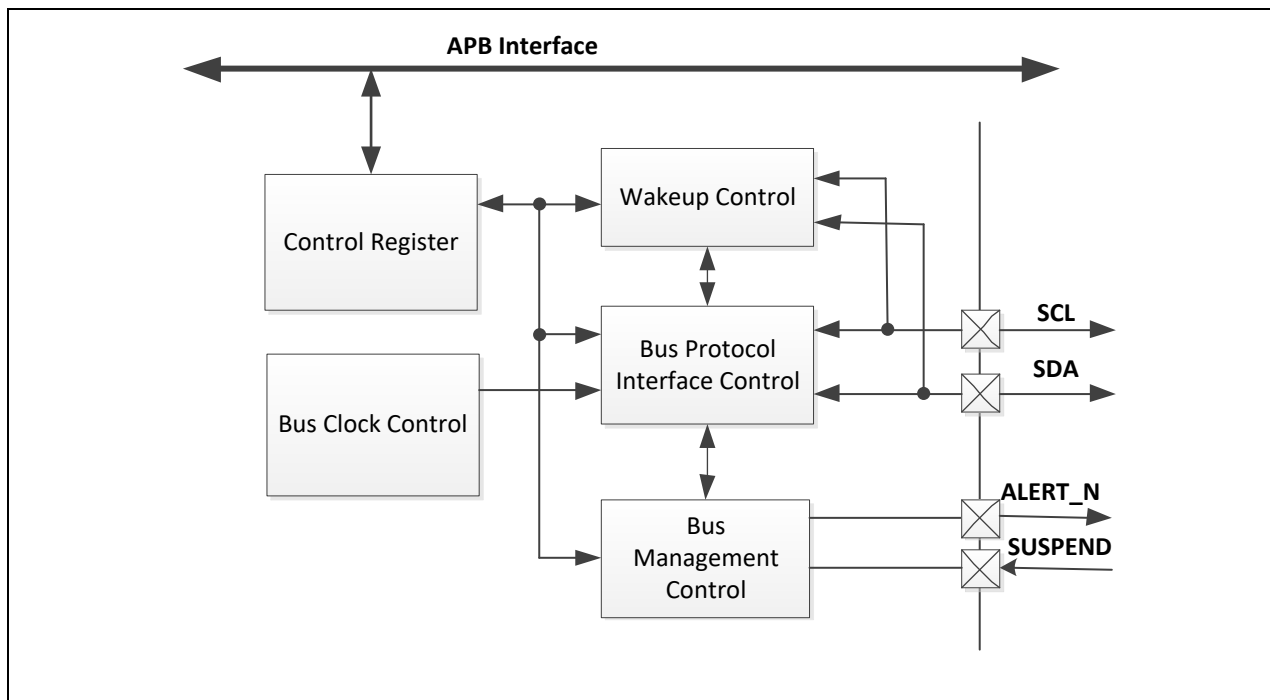 APB Interface
Wakeup Control
Control Register
SCL
Bus Protocol
Interface Control
SDA
Bus Clock Control
ALERT_N
Bus
Management
Control
SUSPEND